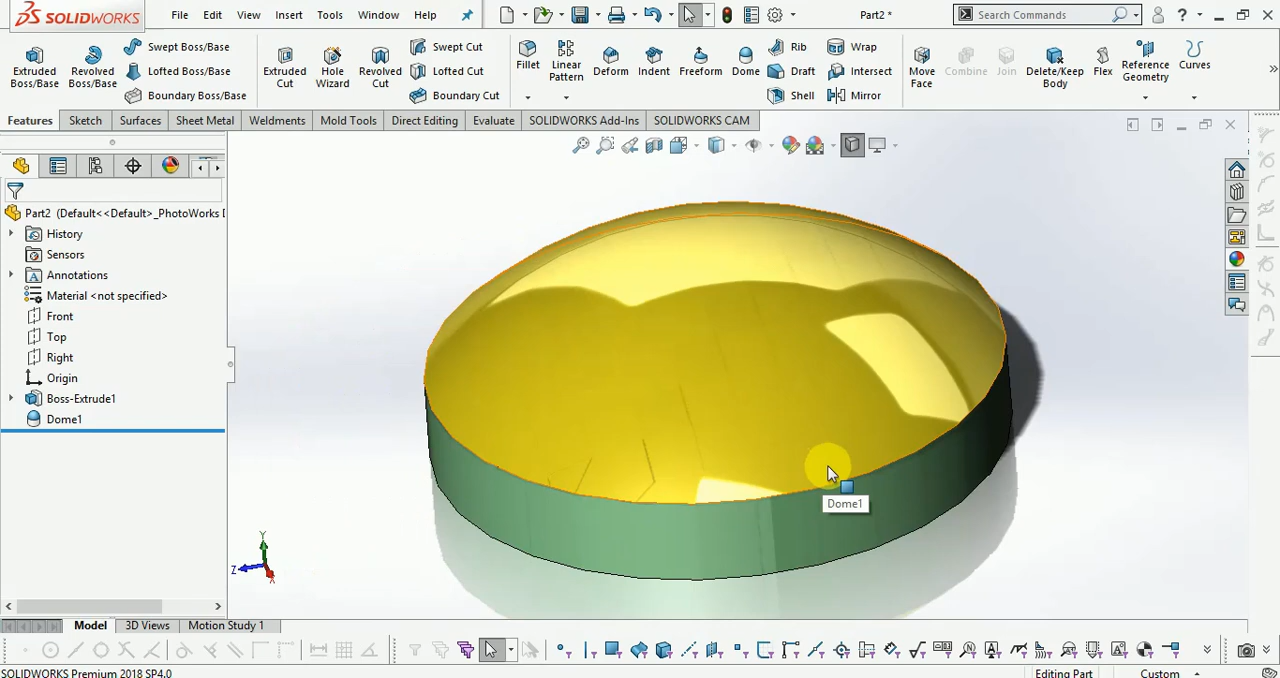 SOLIDWORKS File Edit View Insert Tools Window Help Part2 * Search Commands ?
Extruded Boss/Base Revolved Boss/Base Swept Boss/Base Lofted Boss/Base Boundary Boss/Base Extruded Cut Hole Wizard Revolved Cut Swept Cut Lofted Cut Boundary Cut Fillet Linear Pattern Deform Indent Freeform Dome Rib Draft Shell Wrap Intersect Mirror Move Face Combine Join Delete/Keep Body Flex Reference Geometry Curves
Features Sketch Surfaces Sheet Metal Weldments Mold Tools Direct Editing Evaluate SOLIDWORKS Add-Ins SOLIDWORKS CAM
Part2 (Default<<Default>_PhotoWorks D
History
Sensors
Annotations
Material <not specified>
Front
Top
Right
Origin
Boss-Extrude1
Dome1
Dome1
Y
Z
X
Model 3D Views Motion Study 1
SOLIDWORKS Premium 2018 SP4.0 Editing Part Custom